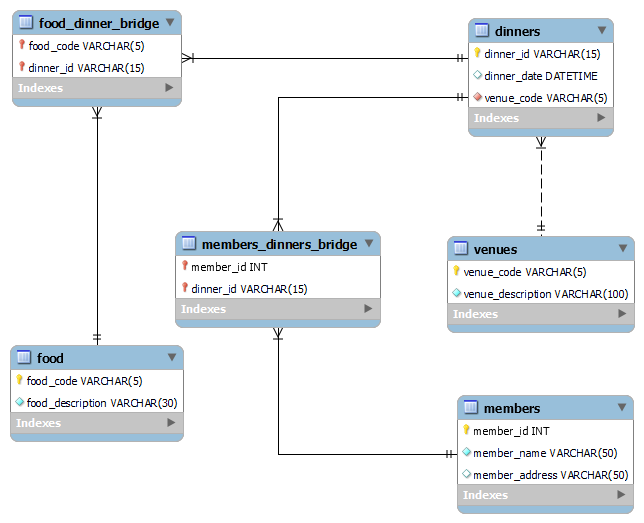 food_dinner_bridge
food_code VARCHAR(5)
dinner_id VARCHAR(15)
Indexes
dinners
dinner_id VARCHAR(15)
dinner_date DATETIME
venue_code VARCHAR(5)
Indexes
members_dinners_bridge
member_id INT
dinner_id VARCHAR(15)
Indexes
venues
venue_code VARCHAR(5)
venue_description VARCHAR(100)
Indexes
food
food_code VARCHAR(5)
food_description VARCHAR(30)
Indexes
members
member_id INT
member_name VARCHAR(50)
member_address VARCHAR(50)
Indexes